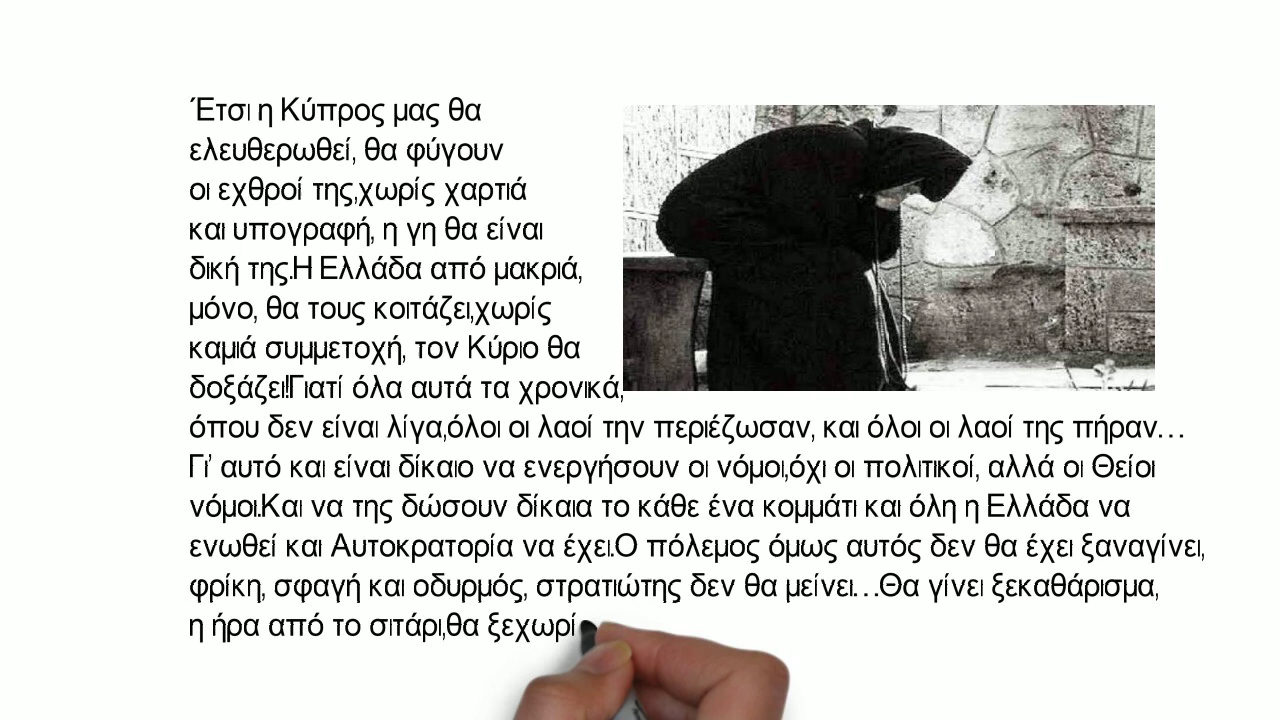 Έτσι η Κύπρος μας θα
ελευθερωθεί, θα φύγουν
οι εχθροί της,χωρίς χαρτιά
και υπογραφή, η γη θα είναι
δική της.Η Ελλάδα από μακριά,
μόνο, θα τους κοιτάζει,χωρίς
καμιά συμμετοχή, τον Κύριο θα
δοξάζει!Γιατί όλα αυτά τα χρονικά,
όπου δεν είναι λίγα,όλοι οι λαοί την περιέζωσαν, και όλοι οι λαοί της πήραν…
Γι’ αυτό και είναι δίκαιο να ενεργήσουν οι νόμοι,όχι οι πολιτικοί, αλλά οι Θείοι
νόμοι.Και να της δώσουν δίκαια το κάθε ένα κομμάτι και όλη η Ελλάδα να
ενωθεί και Αυτοκρατορία να έχει.Ο πόλεμος όμως αυτός δεν θα έχει ξαναγίνει,
φρίκη, σφαγή και οδυρμός, στρατιώτης δεν θα μείνει…Θα γίνει ξεκαθάρισμα,
η ήρα από το σιτάρι,θα ξεχωρί